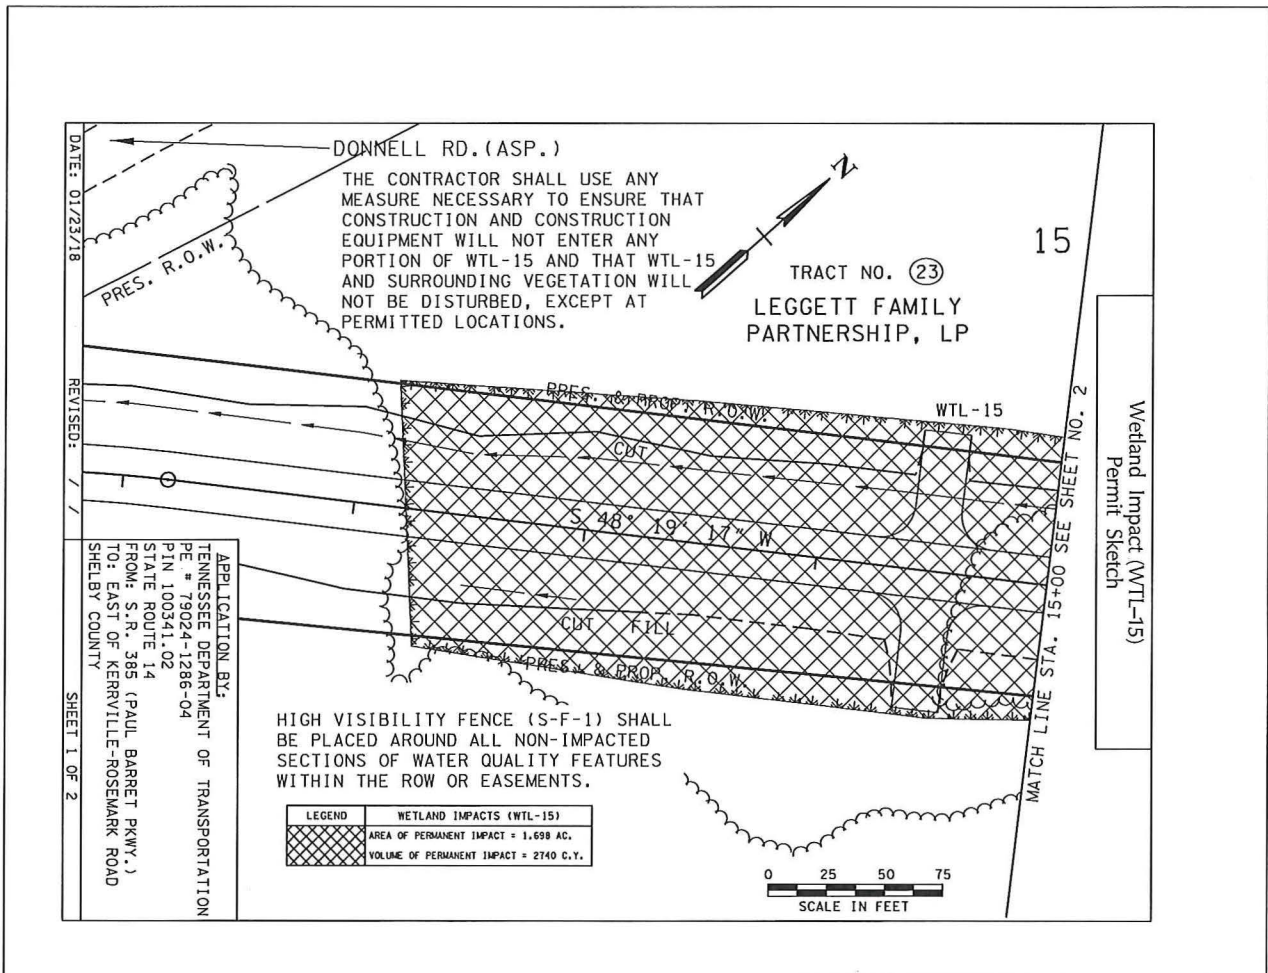 DONNELL RD.(ASP.)
THE CONTRACTOR SHALL USE ANY
MEASURE NECESSARY TO ENSURE THAT
CONSTRUCTION AND CONSTRUCTION
EQUIPMENT WILL NOT ENTER ANY
PORTION OF WTL-15 AND THAT WTL-15
AND SURROUNDING VEGETATION WILL
NOT BE DISTURBED, EXCEPT AT
PERMITTED LOCATIONS.
N
15
TRACT NO. 23
LEGGETT FAMILY
PARTNERSHIP, LP
PRES. R.O.W.
PRES. & PROP. R.O.W.
WTL-15
CUT
S 48° 19' 17" W
CUT FILL
PRES. & PROP. R.O.W.
MATCH LINE STA. 15+00 SEE SHEET NO. 2
Wetland Impact (WTL-15)
Permit Sketch
HIGH VISIBILITY FENCE (S-F-1) SHALL
BE PLACED AROUND ALL NON-IMPACTED
SECTIONS OF WATER QUALITY FEATURES
WITHIN THE ROW OR EASEMENTS.
LEGEND WETLAND IMPACTS (WTL-15)
AREA OF PERMANENT IMPACT = 1.698 AC.
VOLUME OF PERMANENT IMPACT = 2740 C.Y.
0 25 50 75
SCALE IN FEET
DATE: 01/23/18
REVISED: / /
APPLICATION BY:
TENNESSEE DEPARTMENT OF TRANSPORTATION
PE # 79024-1286-04
PIN 100341.02
STATE ROUTE 14
FROM: S.R. 385 (PAUL BARRET PKWY.)
TO: EAST OF KERRVILLE-ROSEMARK ROAD
SHELBY COUNTY
SHEET 1 OF 2